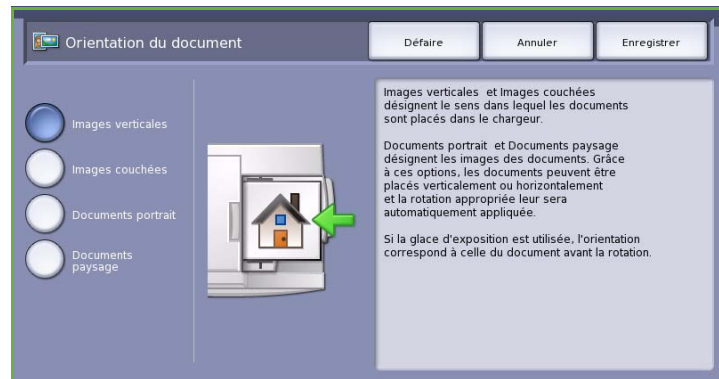 Orientation du document
Défaire
Annuler
Enregistrer
Images verticales
Images couchées
Documents portrait
Documents
paysage
Images verticales et Images couchées
désignent le sens dans lequel les documents
sont placés dans le chargeur.
Documents portrait et Documents paysage
désignent les images des documents. Grâce
à ces options, les documents peuvent être
placés verticalement ou horizontalement
et la rotation appropriée leur sera
automatiquement appliquée.
Si la glace d'exposition est utilisée, l'orientation
correspond à celle du document avant la rotation.